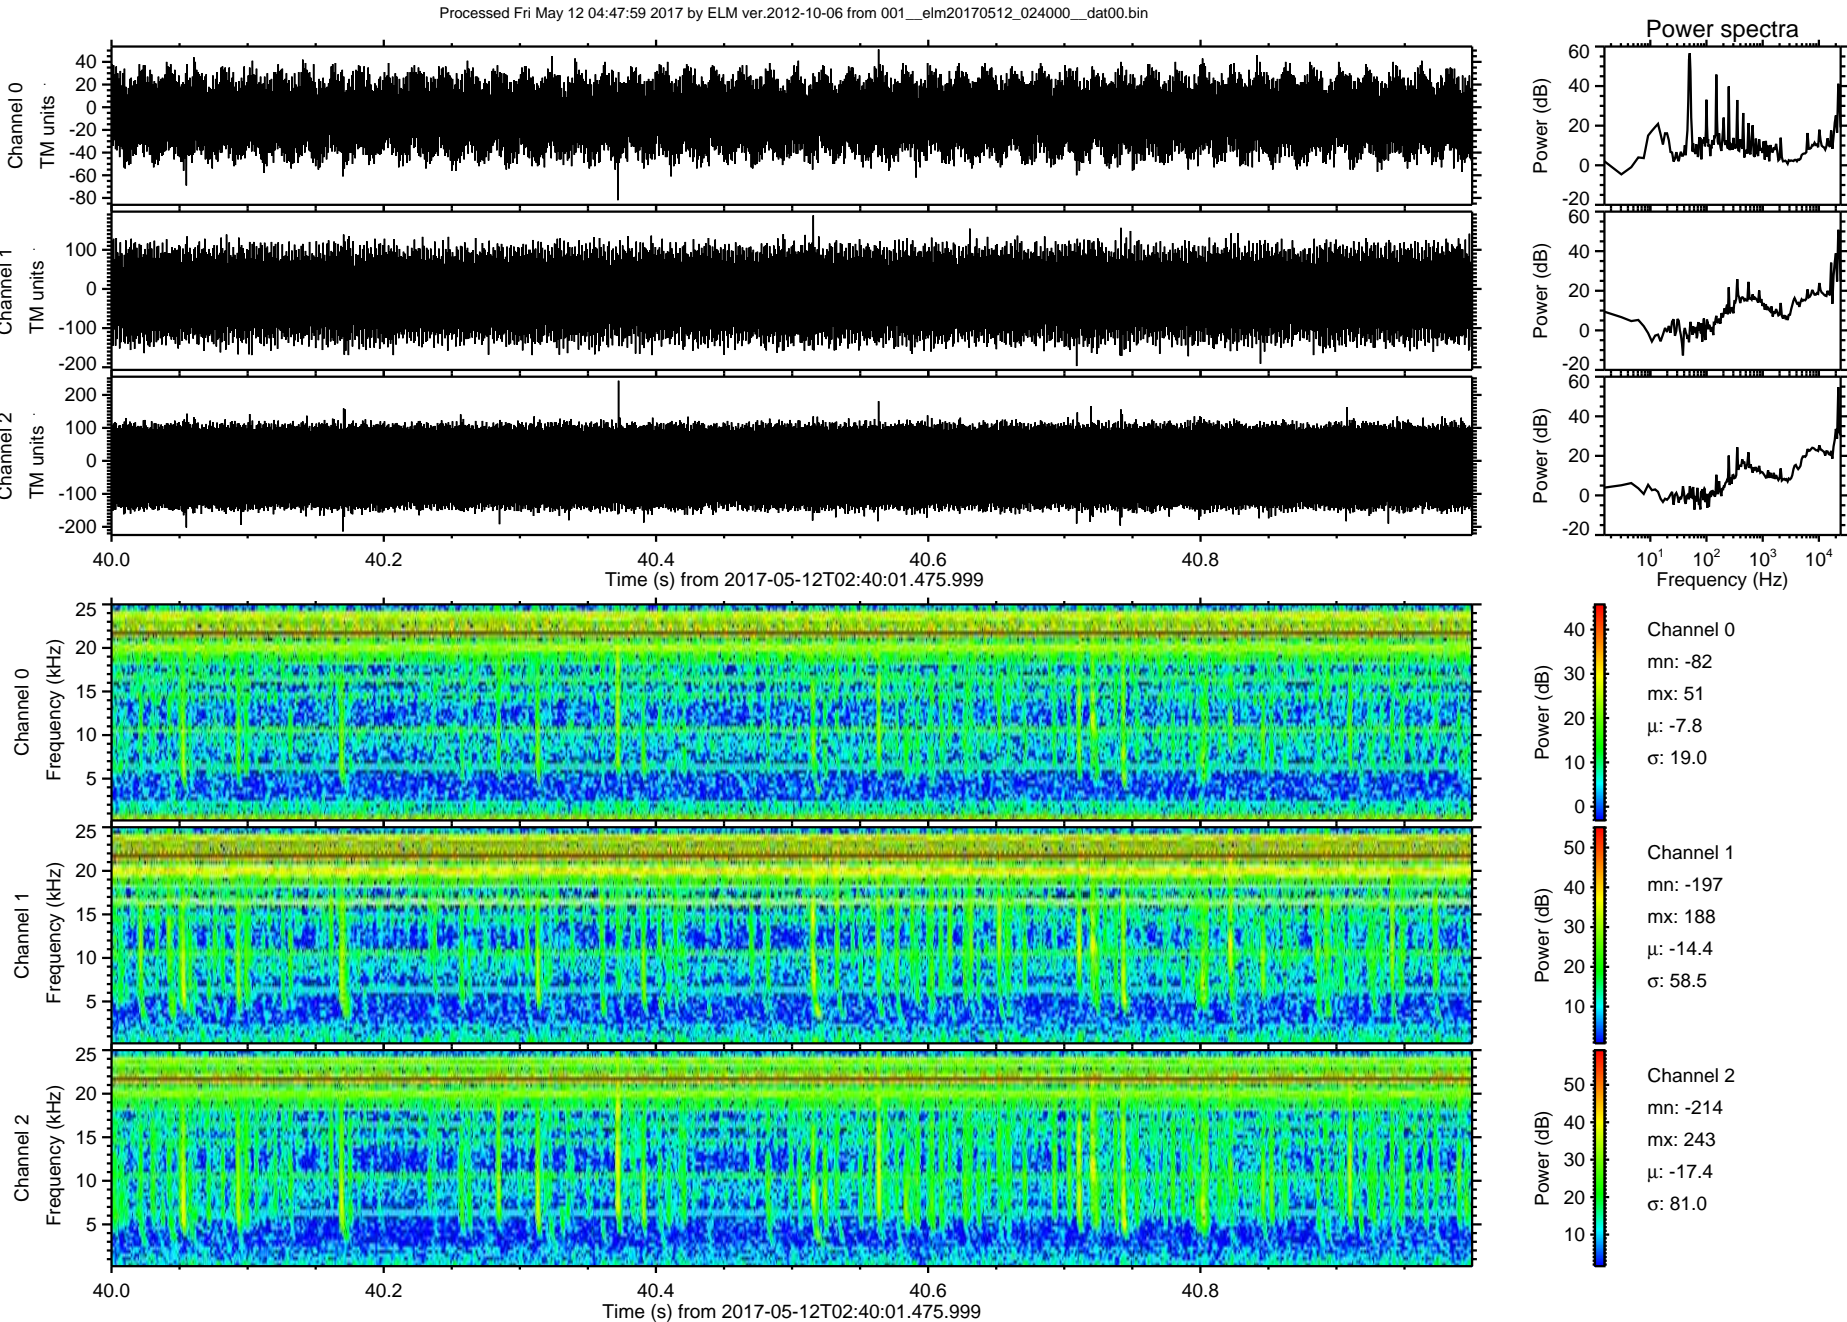 Processed Fri May 12 04:47:59 2017 by ELM ver.2012-10-06 from 001__elm20170512_024000__dat00.bin
Power spectra
Channel 0
TM units
40
20
0
-20
-40
-60
-80
Power (dB)
60
40
20
0
-20
Channel 1
TM units
100
0
-100
-200
Power (dB)
60
40
20
0
-20
Channel 2
TM units
200
100
0
-100
-200
Power (dB)
60
40
20
0
-20
40.0 40.2 40.4 40.6 40.8
Time (s) from 2017-05-12T02:40:01.475.999
10¹ 10² 10³ 10⁴
Frequency (Hz)
Channel 0
Frequency (kHz)
25
20
15
10
5
Power (dB)
40
30
20
10
0
Channel 0
mn: -82
mx: 51
μ: -7.8
σ: 19.0
Channel 1
Frequency (kHz)
25
20
15
10
5
Power (dB)
50
40
30
20
10
Channel 1
mn: -197
mx: 188
μ: -14.4
σ: 58.5
Channel 2
Frequency (kHz)
25
20
15
10
5
Power (dB)
50
40
30
20
10
Channel 2
mn: -214
mx: 243
μ: -17.4
σ: 81.0
40.0 40.2 40.4 40.6 40.8
Time (s) from 2017-05-12T02:40:01.475.999